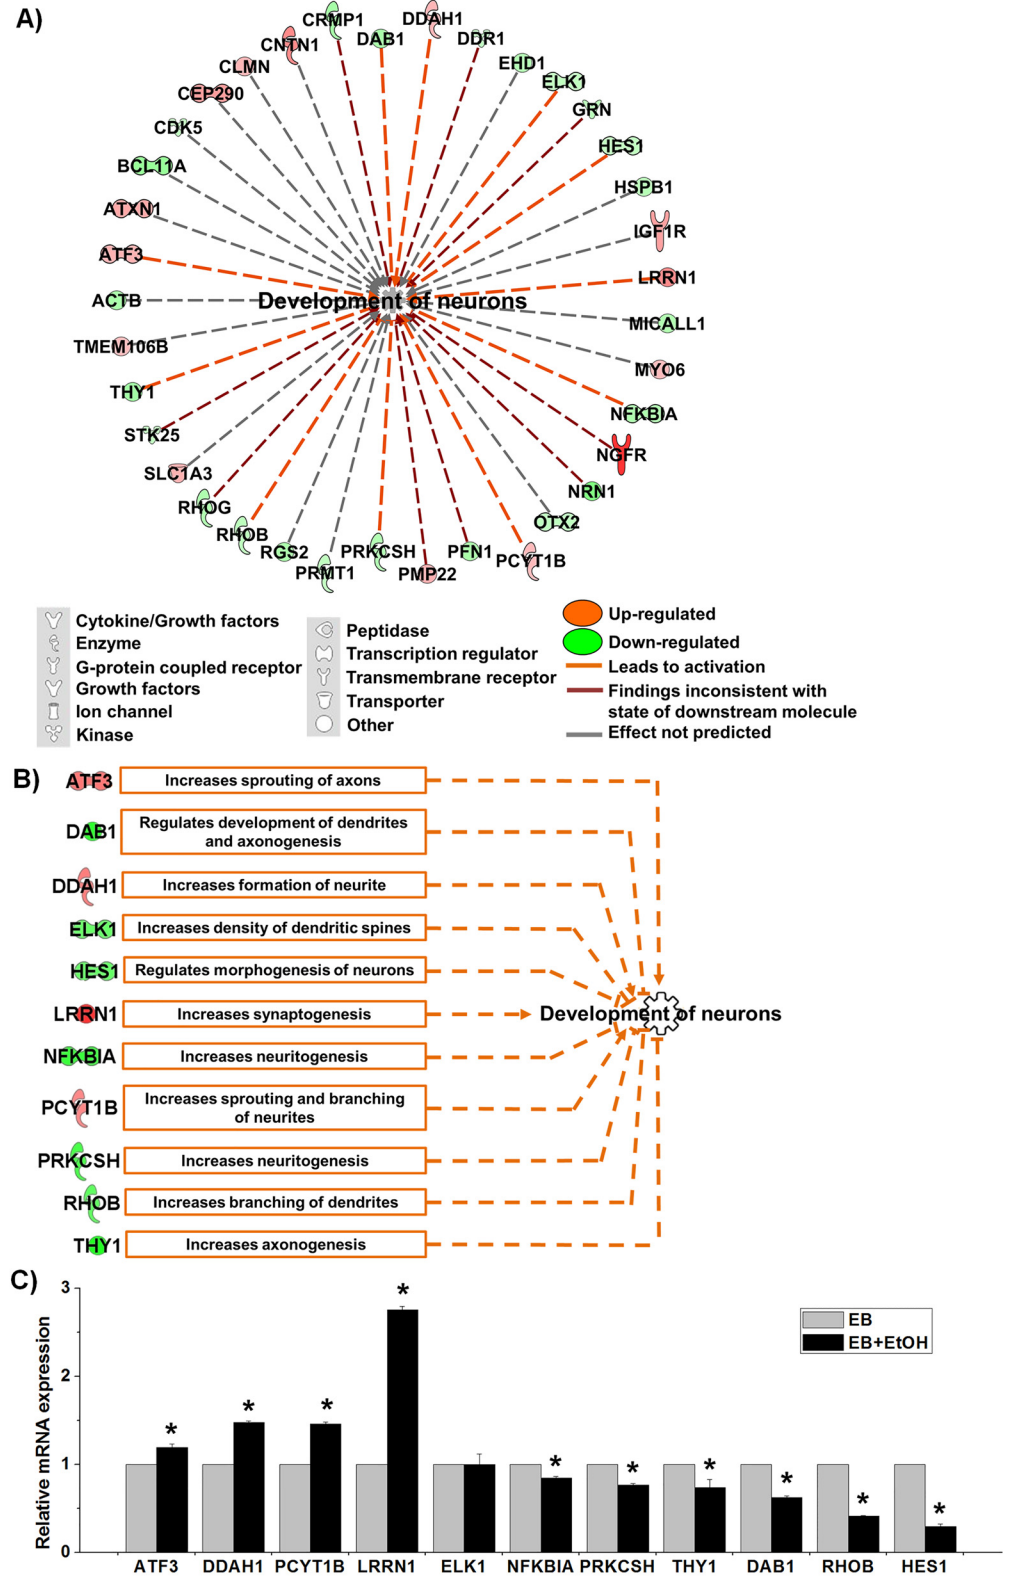 A)
CRMP1
DDAH1
DAB1
DDR1
CNTN1
EHD1
CLMN
ELK1
CEP290
GRN
CDK5
HES1
BCL11A
HSPB1
ATXN1
IGF1R
ATF3
LRRN1
ACTB
Development of neurons
MICALL1
TMEM106B
MYO6
THY1
NFKBIA
STK25
NGFR
SLC1A3
NRN1
RHOG
OTX2
RHOB
RGS2
PRKCSH
PFN1
PCYT1B
PRMT1
PMP22
Cytokine/Growth factors
Enzyme
G-protein coupled receptor
Growth factors
Ion channel
Kinase
Peptidase
Transcription regulator
Transmembrane receptor
Transporter
Other
Up-regulated
Down-regulated
Leads to activation
Findings inconsistent with
state of downstream molecule
Effect not predicted
B)
ATF3 Increases sprouting of axons
DAB1 Regulates development of dendrites
and axonogenesis
DDAH1 Increases formation of neurite
ELK1 Increases density of dendritic spines
HES1 Regulates morphogenesis of neurons
LRRN1 Increases synaptogenesis
Development of neurons
NFKBIA Increases neuritogenesis
PCYT1B Increases sprouting and branching
of neurites
PRKCSH Increases neuritogenesis
RHOB Increases branching of dendrites
THY1 Increases axonogenesis
C)
Relative mRNA expression
3
2
1
0
* * * * * * * * * *
EB
EB+EtOH
ATF3 DDAH1 PCYT1B LRRN1 ELK1 NFKBIA PRKCSH THY1 DAB1 RHOB HES1